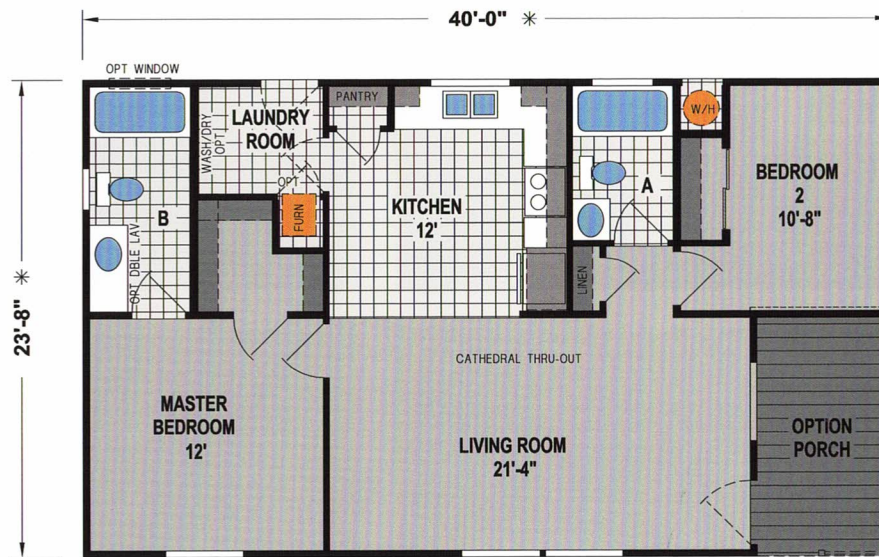 40'-0" ✳
OPT WINDOW
LAUNDRY
ROOM
WASH/DRY
OPT
PANTRY
W/H
BEDROOM
2
10'-8"
KITCHEN
12'
A
B
OPT
FURN
OPT DBLE LAV
LINEN
23'-8" ✳
CATHEDRAL THRU-OUT
MASTER
BEDROOM
12'
LIVING ROOM
21'-4"
OPTION
PORCH